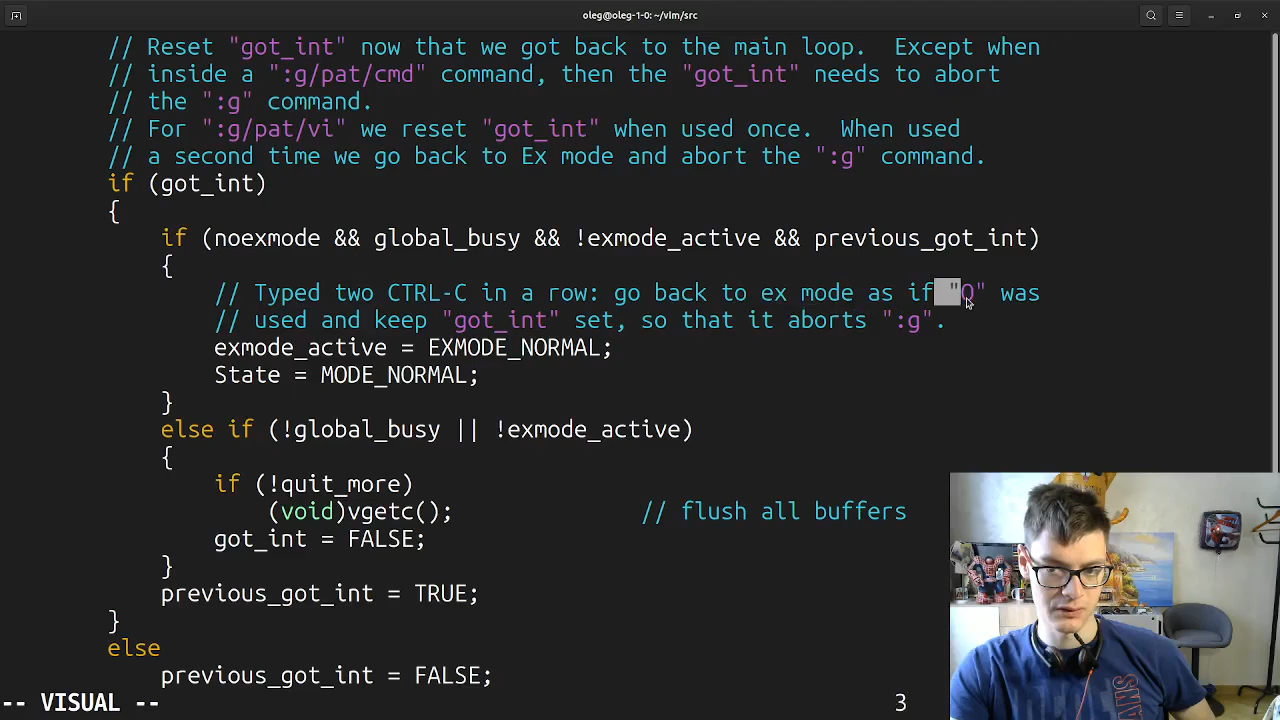 oleg@oleg-1-0: ~/vim/src
// Reset "got_int" now that we got back to the main loop.  Except when
// inside a ":g/pat/cmd" command, then the "got_int" needs to abort
// the ":g" command.
// For ":g/pat/vi" we reset "got_int" when used once.  When used
// a second time we go back to Ex mode and abort the ":g" command.
if (got_int)
{
if (noexmode && global_busy && !exmode_active && previous_got_int)
{
// Typed two CTRL-C in a row: go back to ex mode as if "Q" was
// used and keep "got_int" set, so that it aborts ":g".
exmode_active = EXMODE_NORMAL;
State = MODE_NORMAL;
}
else if (!global_busy || !exmode_active)
{
if (!quit_more)
(void)vgetc();                  // flush all buffers
got_int = FALSE;
}
previous_got_int = TRUE;
}
else
previous_got_int = FALSE;
-- VISUAL --                    3